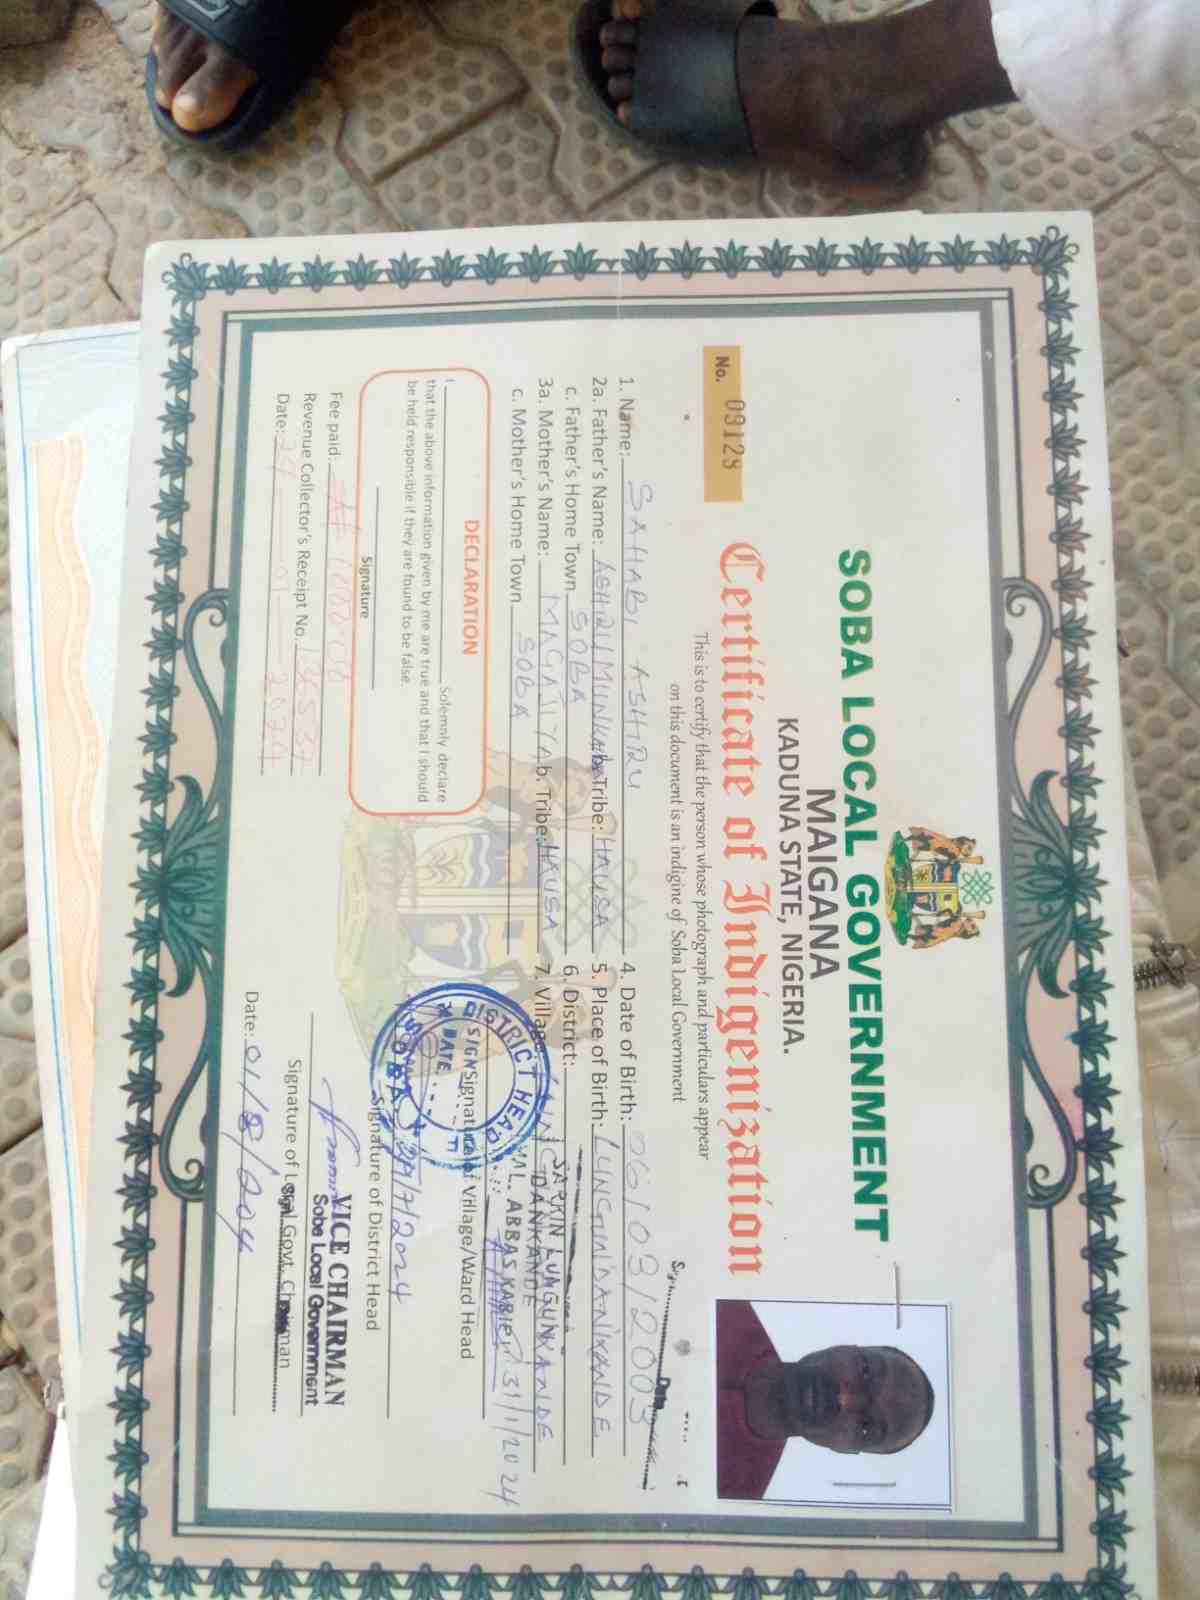 SOBA LOCAL GOVERNMENT
MAIGANA
KADUNA STATE, NIGERIA.
Certificate of Indigenization
No. 03129
This is to certify that the person whose photograph and particulars appear
on this document is an indigine of Soba Local Government
1. Name: SAHABI ASHIRU
2a. Father's Name: ASHIRU b. Tribe: HAUSA
c. Father's Home Town SOBA
3a. Mother's Name: MAGAJIYA b. Tribe: HAUSA
c. Mother's Home Town SOBA
4. Date of Birth: 06/03/2003
5. Place of Birth: LUNGUN DANKANDE
6. District:
7. Village:
SARKIN LUNGUN KANDE
DANKANDE
MAL. ABBAS KABIR 31/1/2024
Signature of Village/Ward Head
DISTRICT HEAD
SIGN
DATE
SOBA
29/7/2024
Signature of District Head
VICE CHAIRMAN
Soba Local Government
Signature of Local Govt. Chairman
Date: 01/8/2024
DECLARATION
I Solemnly declare
that the above information given by me are true and that I should
be held responsible if they are found to be false.
Signature
Fee paid:
Revenue Collector's Receipt No.
Date: 2024
Sign
Date